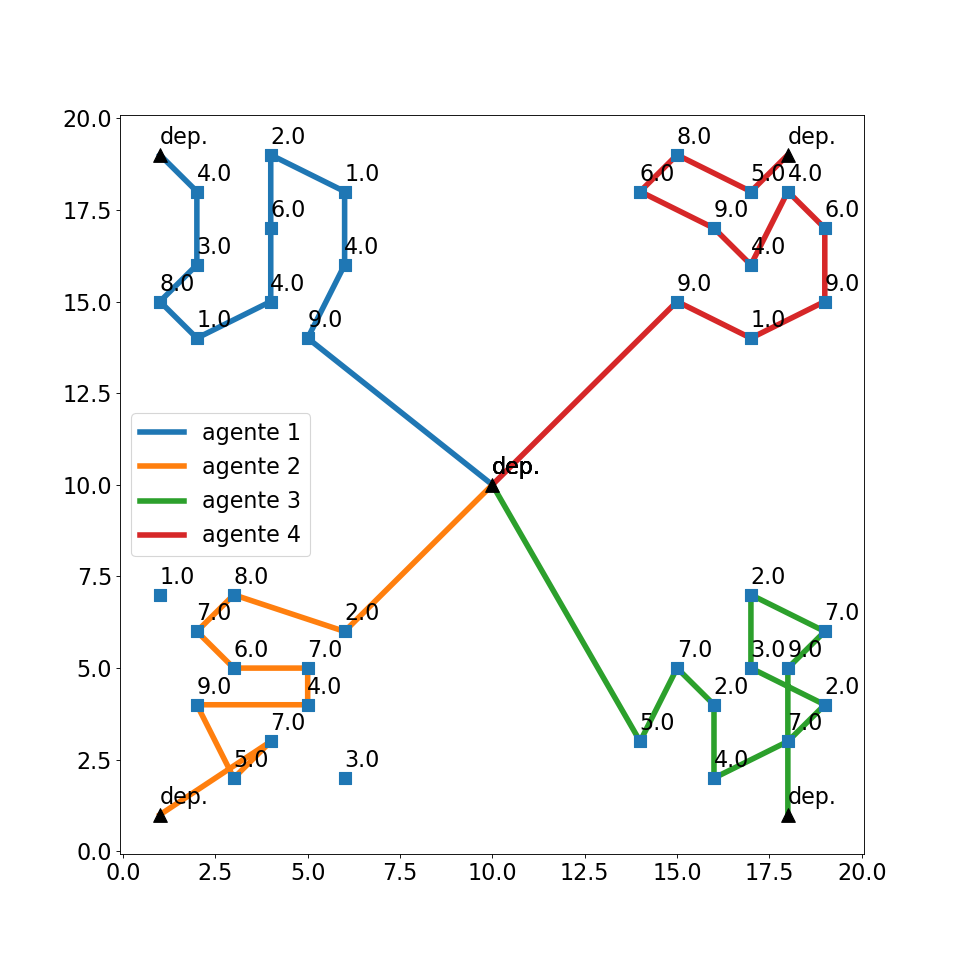 20.0
dep. 2.0 8.0 dep.
4.0 1.0 6.0 5.0 4.0
17.5
6.0 9.0 6.0
3.0 4.0 4.0
15.0
8.0 4.0 9.0 9.0
1.0 9.0 1.0
12.5
agente 1
agente 2
agente 3
agente 4
10.0
dep.
7.5
1.0 8.0 2.0
7.0 2.0 7.0
5.0
6.0 7.0 7.0 3.0 9.0
9.0 4.0 2.0 2.0
7.0 5.0 7.0
2.5
5.0 3.0 4.0
dep. dep.
0.0
0.0 2.5 5.0 7.5 10.0 12.5 15.0 17.5 20.0